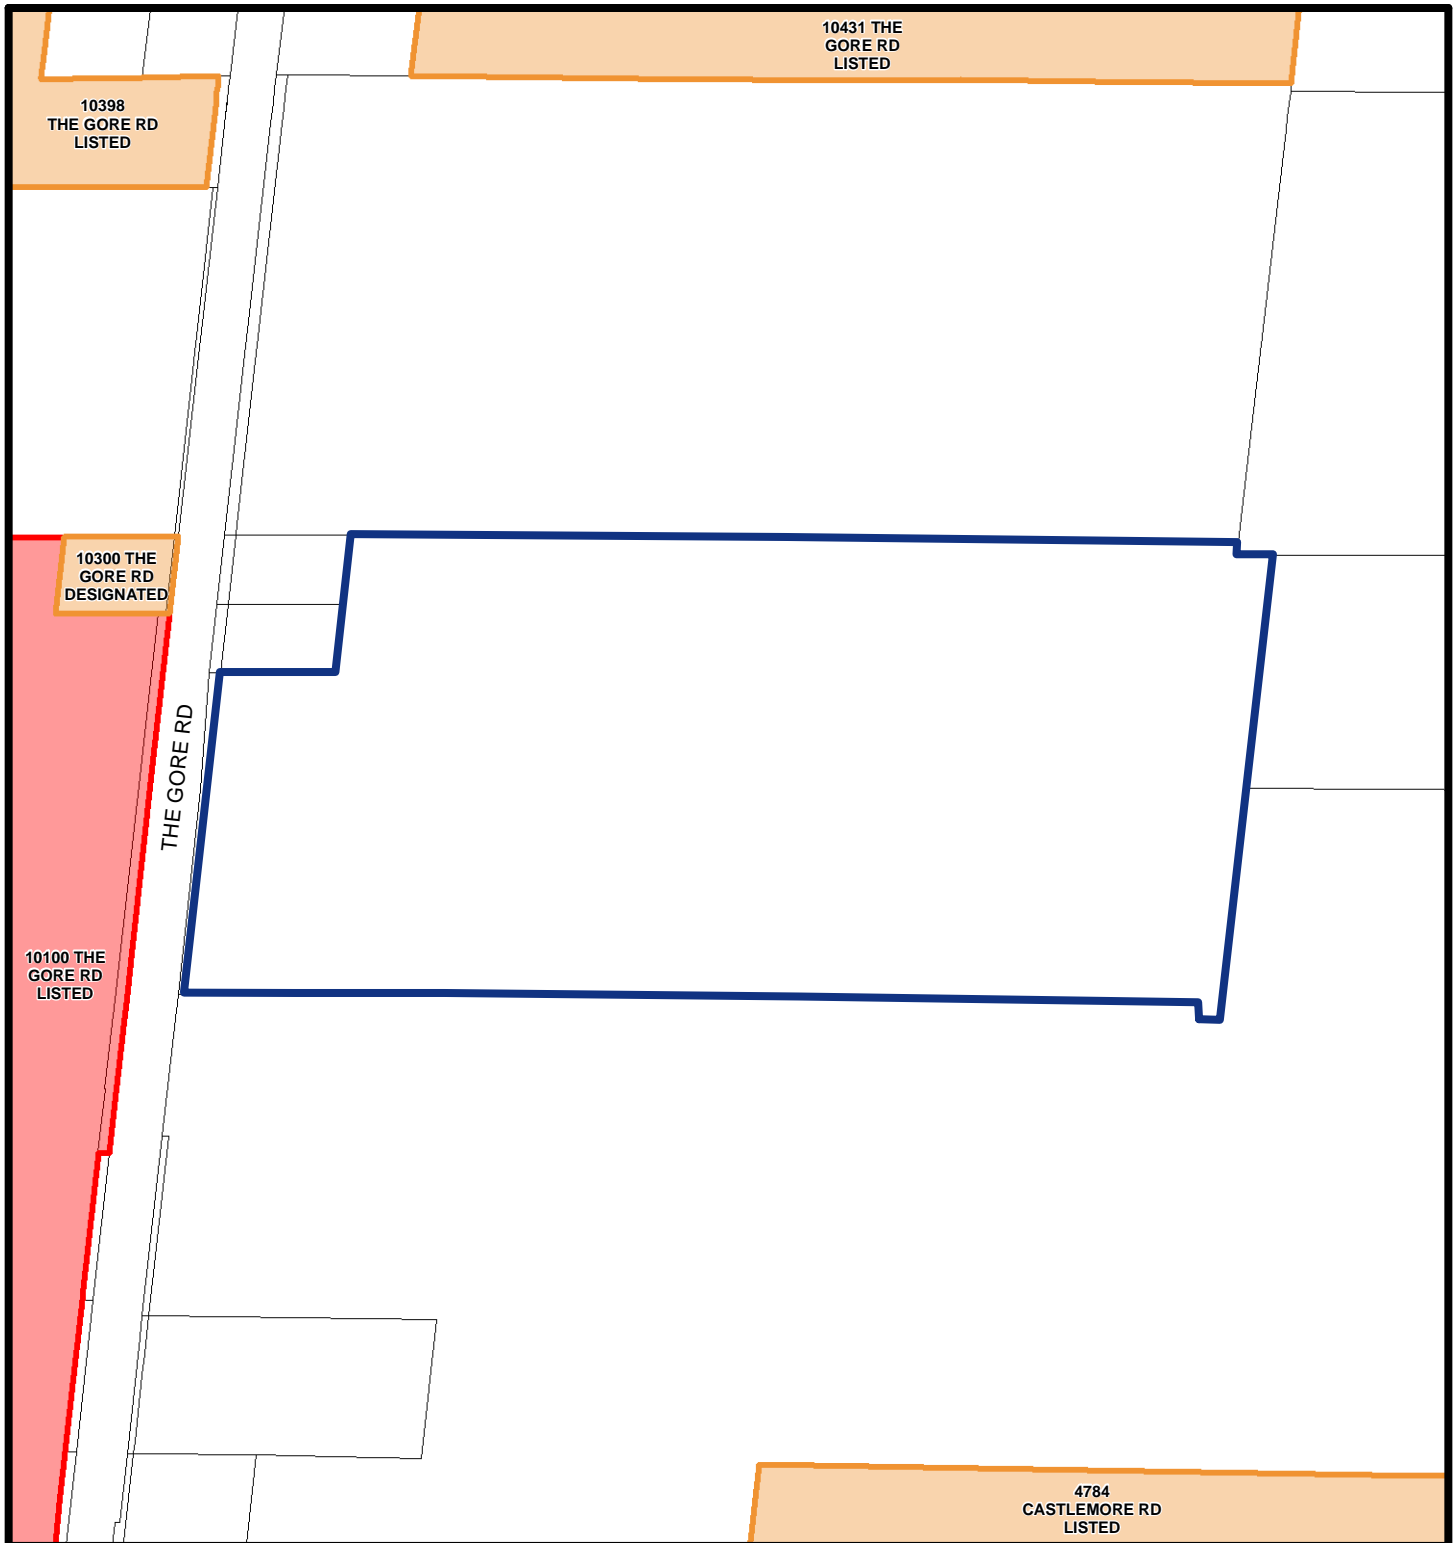 10431 THE
GORE RD
LISTED
10398
THE GORE RD
LISTED
10300 THE
GORE RD
DESIGNATED
THE GORE RD
10100 THE
GORE RD
LISTED
4784
CASTLEMORE RD
LISTED